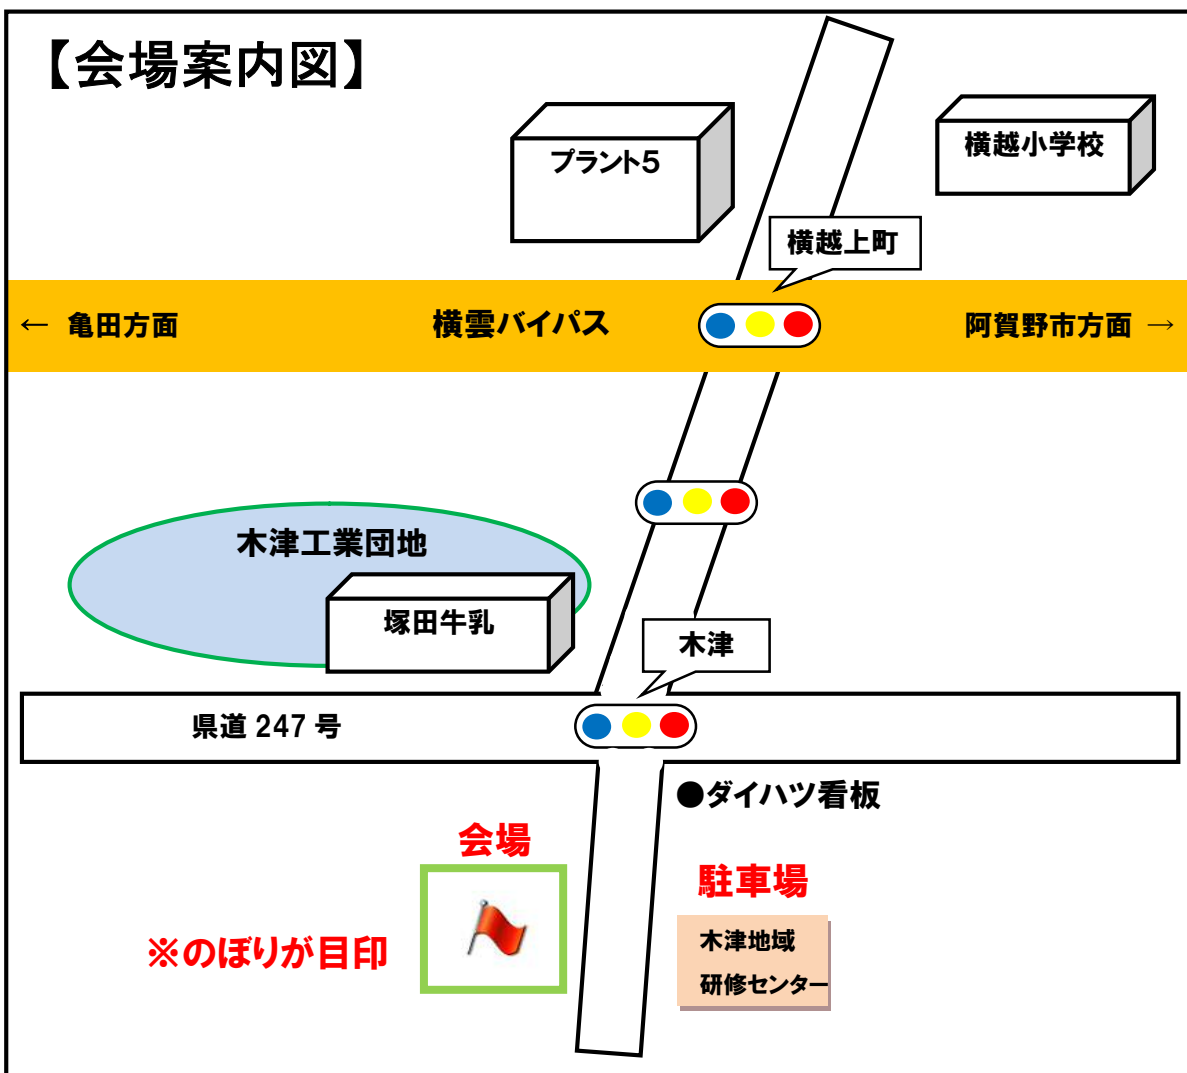 【会場案内図】
プラント5
横越小学校
横越上町
← 亀田方面
横雲バイパス
阿賀野市方面 →
木津工業団地
塚田牛乳
木津
県道 247 号
●ダイハツ看板
会場
駐車場
※のぼりが目印
木津地域
研修センター